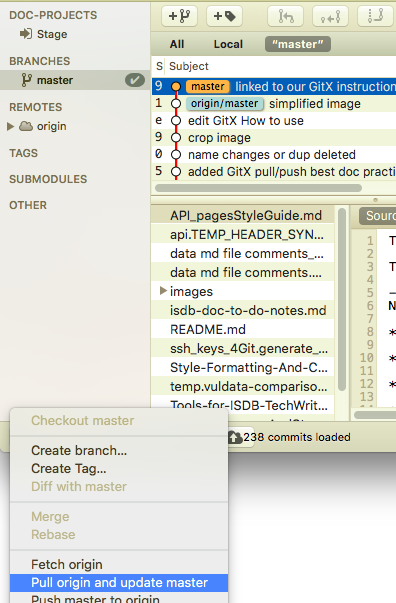 DOC-PROJECTS
Stage
BRANCHES
master
REMOTES
origin
TAGS
SUBMODULES
OTHER
All Local "master"
S Subject
9 master linked to our GitX instruction
1 origin/master simplified image
e edit GitX How to use
9 crop image
0 name changes or dup deleted
5 added GitX pull/push best doc practi
API_pagesStyleGuide.md
api.TEMP_HEADER_SYN...
data md file comments_...
data md file comments....
images
isdb-doc-to-do-notes.md
README.md
ssh_keys_4Git.generate_...
Style-Formatting-And-C...
temp.vuldata-compariso...
Tools-for-ISDB-TechWrit...
Sourc
1 T
2
3 T
4
5 –
6 N
7
8 *
9
10 *
11
12 *
13
14
238 commits loaded
Checkout master
Create branch...
Create Tag...
Diff with master
Merge
Rebase
Fetch origin
Pull origin and update master
Push master to origin